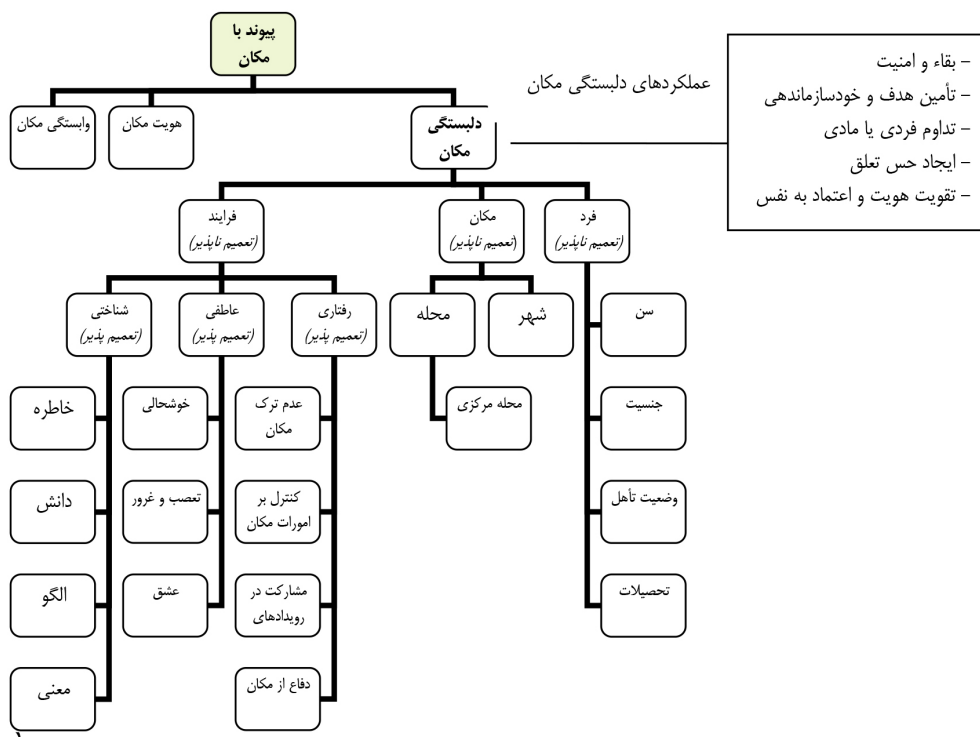 پیوند با
مکان
دلبستگی
مکان
هویت مکان
وابستگی مکان
عملکردهای دلبستگی مکان
- بقاء و امنیت
- تأمین هدف و خودسازماندهی
- تداوم فردی یا مادی
- ایجاد حس تعلق
- تقویت هویت و اعتماد به نفس
فرد
(تعمیم ناپذیر)
مکان
(تعمیم ناپذیر)
فرایند
(تعمیم ناپذیر)
سن
جنسیت
وضعیت تأهل
تحصیلات
شهر
محله
محله مرکزی
رفتاری
(تعمیم پذیر)
عدم ترک
مکان
کنترل بر
امورات مکان
مشارکت در
رویدادهای
دفاع از مکان
عاطفی
(تعمیم پذیر)
خوشحالی
تعصب و غرور
عشق
شناختی
(تعمیم پذیر)
خاطره
دانش
الگو
معنی